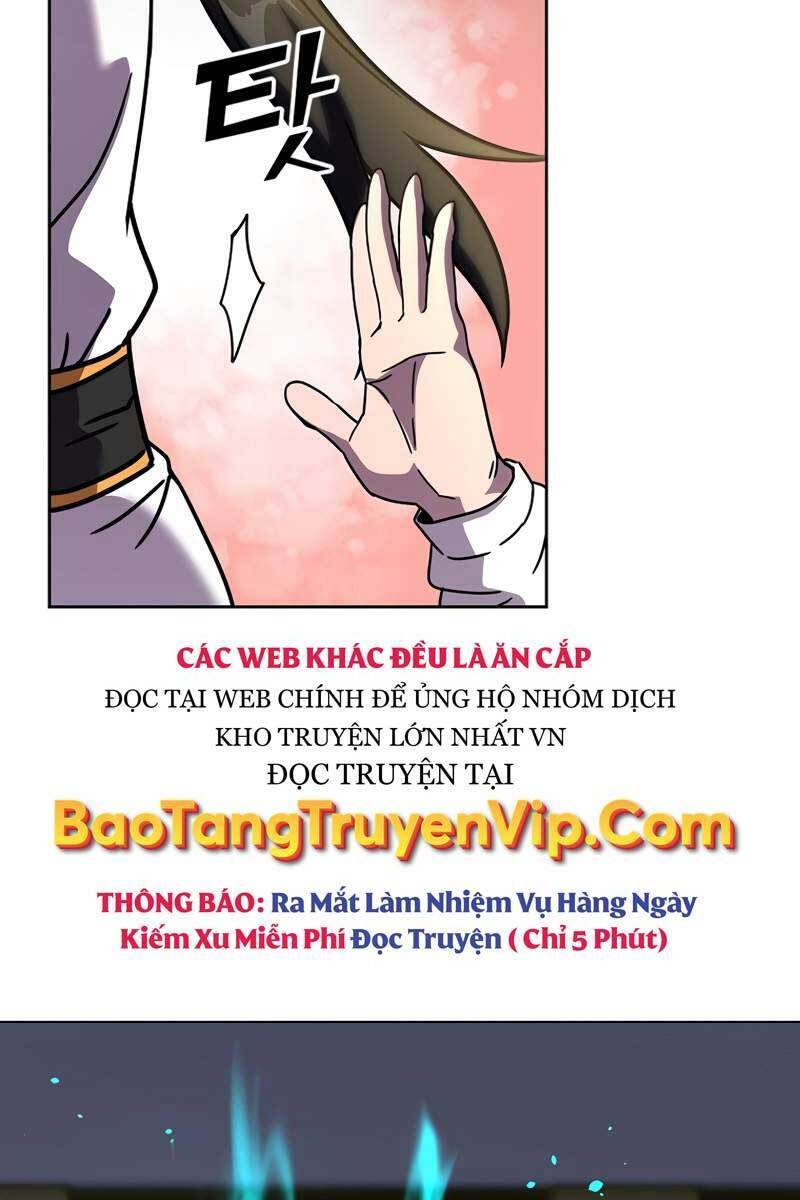 탓
CÁC WEB KHÁC ĐỀU LÀ ĂN CẮP
ĐỌC TẠI WEB CHÍNH ĐỂ ỦNG HỘ NHÓM DỊCH
KHO TRUYỆN LỚN NHẤT VN
ĐỌC TRUYỆN TẠI
BaoTangTruyenVip.Com
THÔNG BÁO: Ra Mắt Làm Nhiệm Vụ Hàng Ngày
Kiếm Xu Miễn Phí Đọc Truyện ( Chỉ 5 Phút)